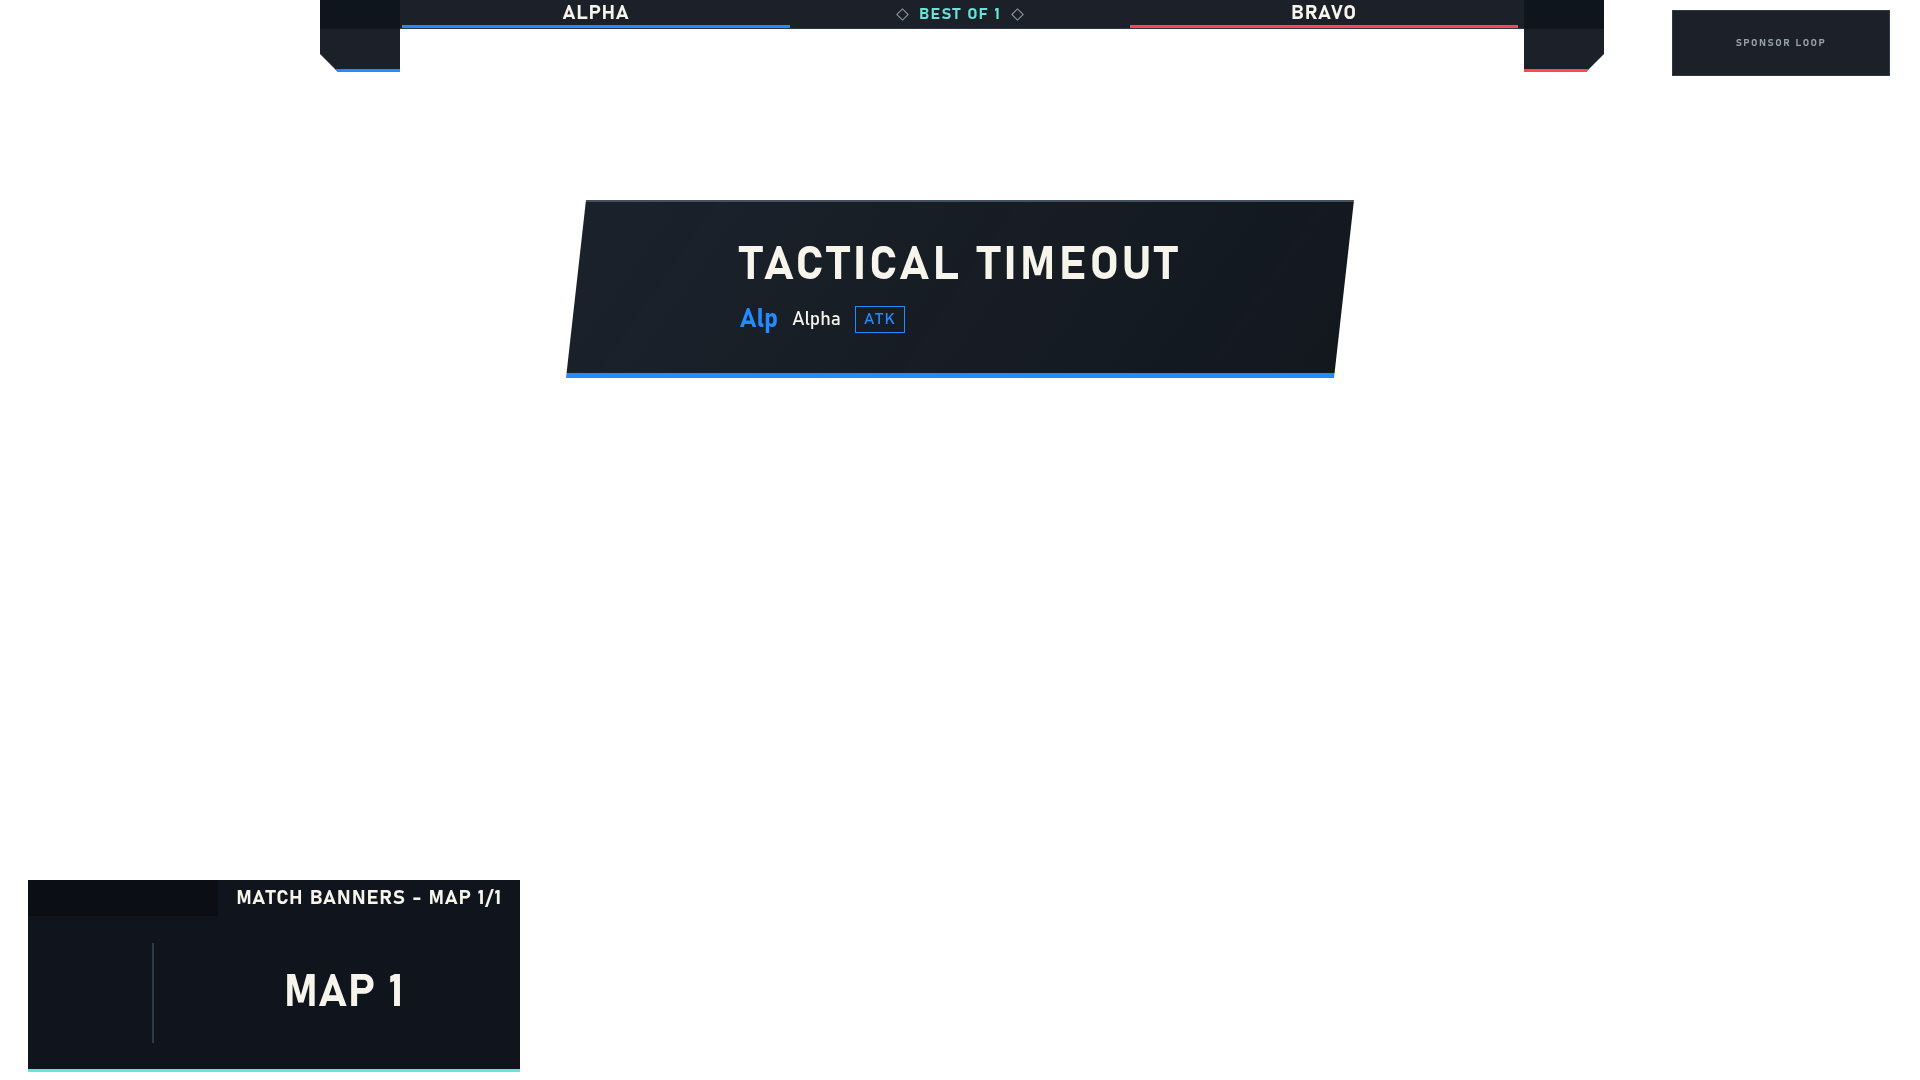 ALPHA
◇ BEST OF 1 ◇
BRAVO
SPONSOR LOOP
TACTICAL TIMEOUT
Alp Alpha ATK
MATCH BANNERS - MAP 1/1
MAP 1